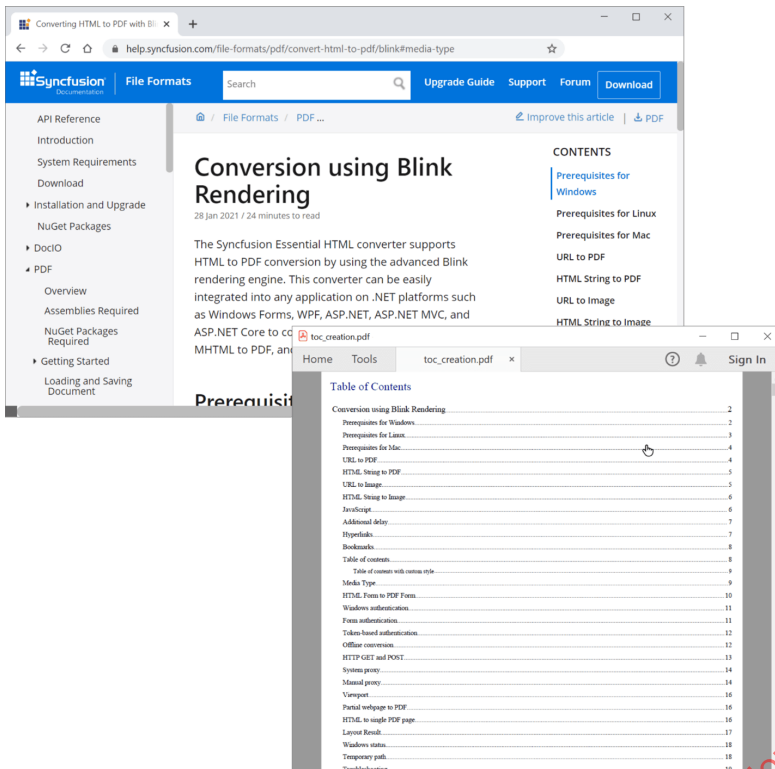 Converting HTML to PDF with Bli
help.syncfusion.com/file-formats/pdf/convert-html-to-pdf/blink#media-type
Syncfusion
Documentation
File Formats
Search
Upgrade Guide
Support
Forum
Download
API Reference
Introduction
System Requirements
Download
Installation and Upgrade
NuGet Packages
DocIO
PDF
Overview
Assemblies Required
NuGet Packages
Required
Getting Started
Loading and Saving
Document
/ File Formats / PDF ...
Improve this article | PDF
Conversion using Blink
Rendering
28 Jan 2021 / 24 minutes to read
The Syncfusion Essential HTML converter supports
HTML to PDF conversion by using the advanced Blink
rendering engine. This converter can be easily
integrated into any application on .NET platforms such
as Windows Forms, WPF, ASP.NET, ASP.NET MVC, and
ASP.NET Core to co
MHTML to PDF, an
Prerequisit
CONTENTS
Prerequisites for
Windows
Prerequisites for Linux
Prerequisites for Mac
URL to PDF
HTML String to PDF
URL to Image
HTML String to Image
toc_creation.pdf
Home
Tools
toc_creation.pdf
Sign In
Table of Contents
Conversion using Blink Rendering 2
Prerequisites for Windows 2
Prerequisites for Linux 3
Prerequisites for Mac 4
URL to PDF 4
HTML String to PDF 5
URL to Image 5
HTML String to Image 6
JavaScript 6
Additional delay 7
Hyperlinks 7
Bookmarks 8
Table of contents 8
Table of contents with custom style 9
Media Type 9
HTML Form to PDF Form 10
Windows authentication 11
Form authentication 11
Token-based authentication 12
Offline conversion 12
HTTP GET and POST 13
System proxy 14
Manual proxy 14
Viewport 16
Partial webpage to PDF 16
HTML to single PDF page 16
Layout Result 17
Windows status 18
Temporary path 18